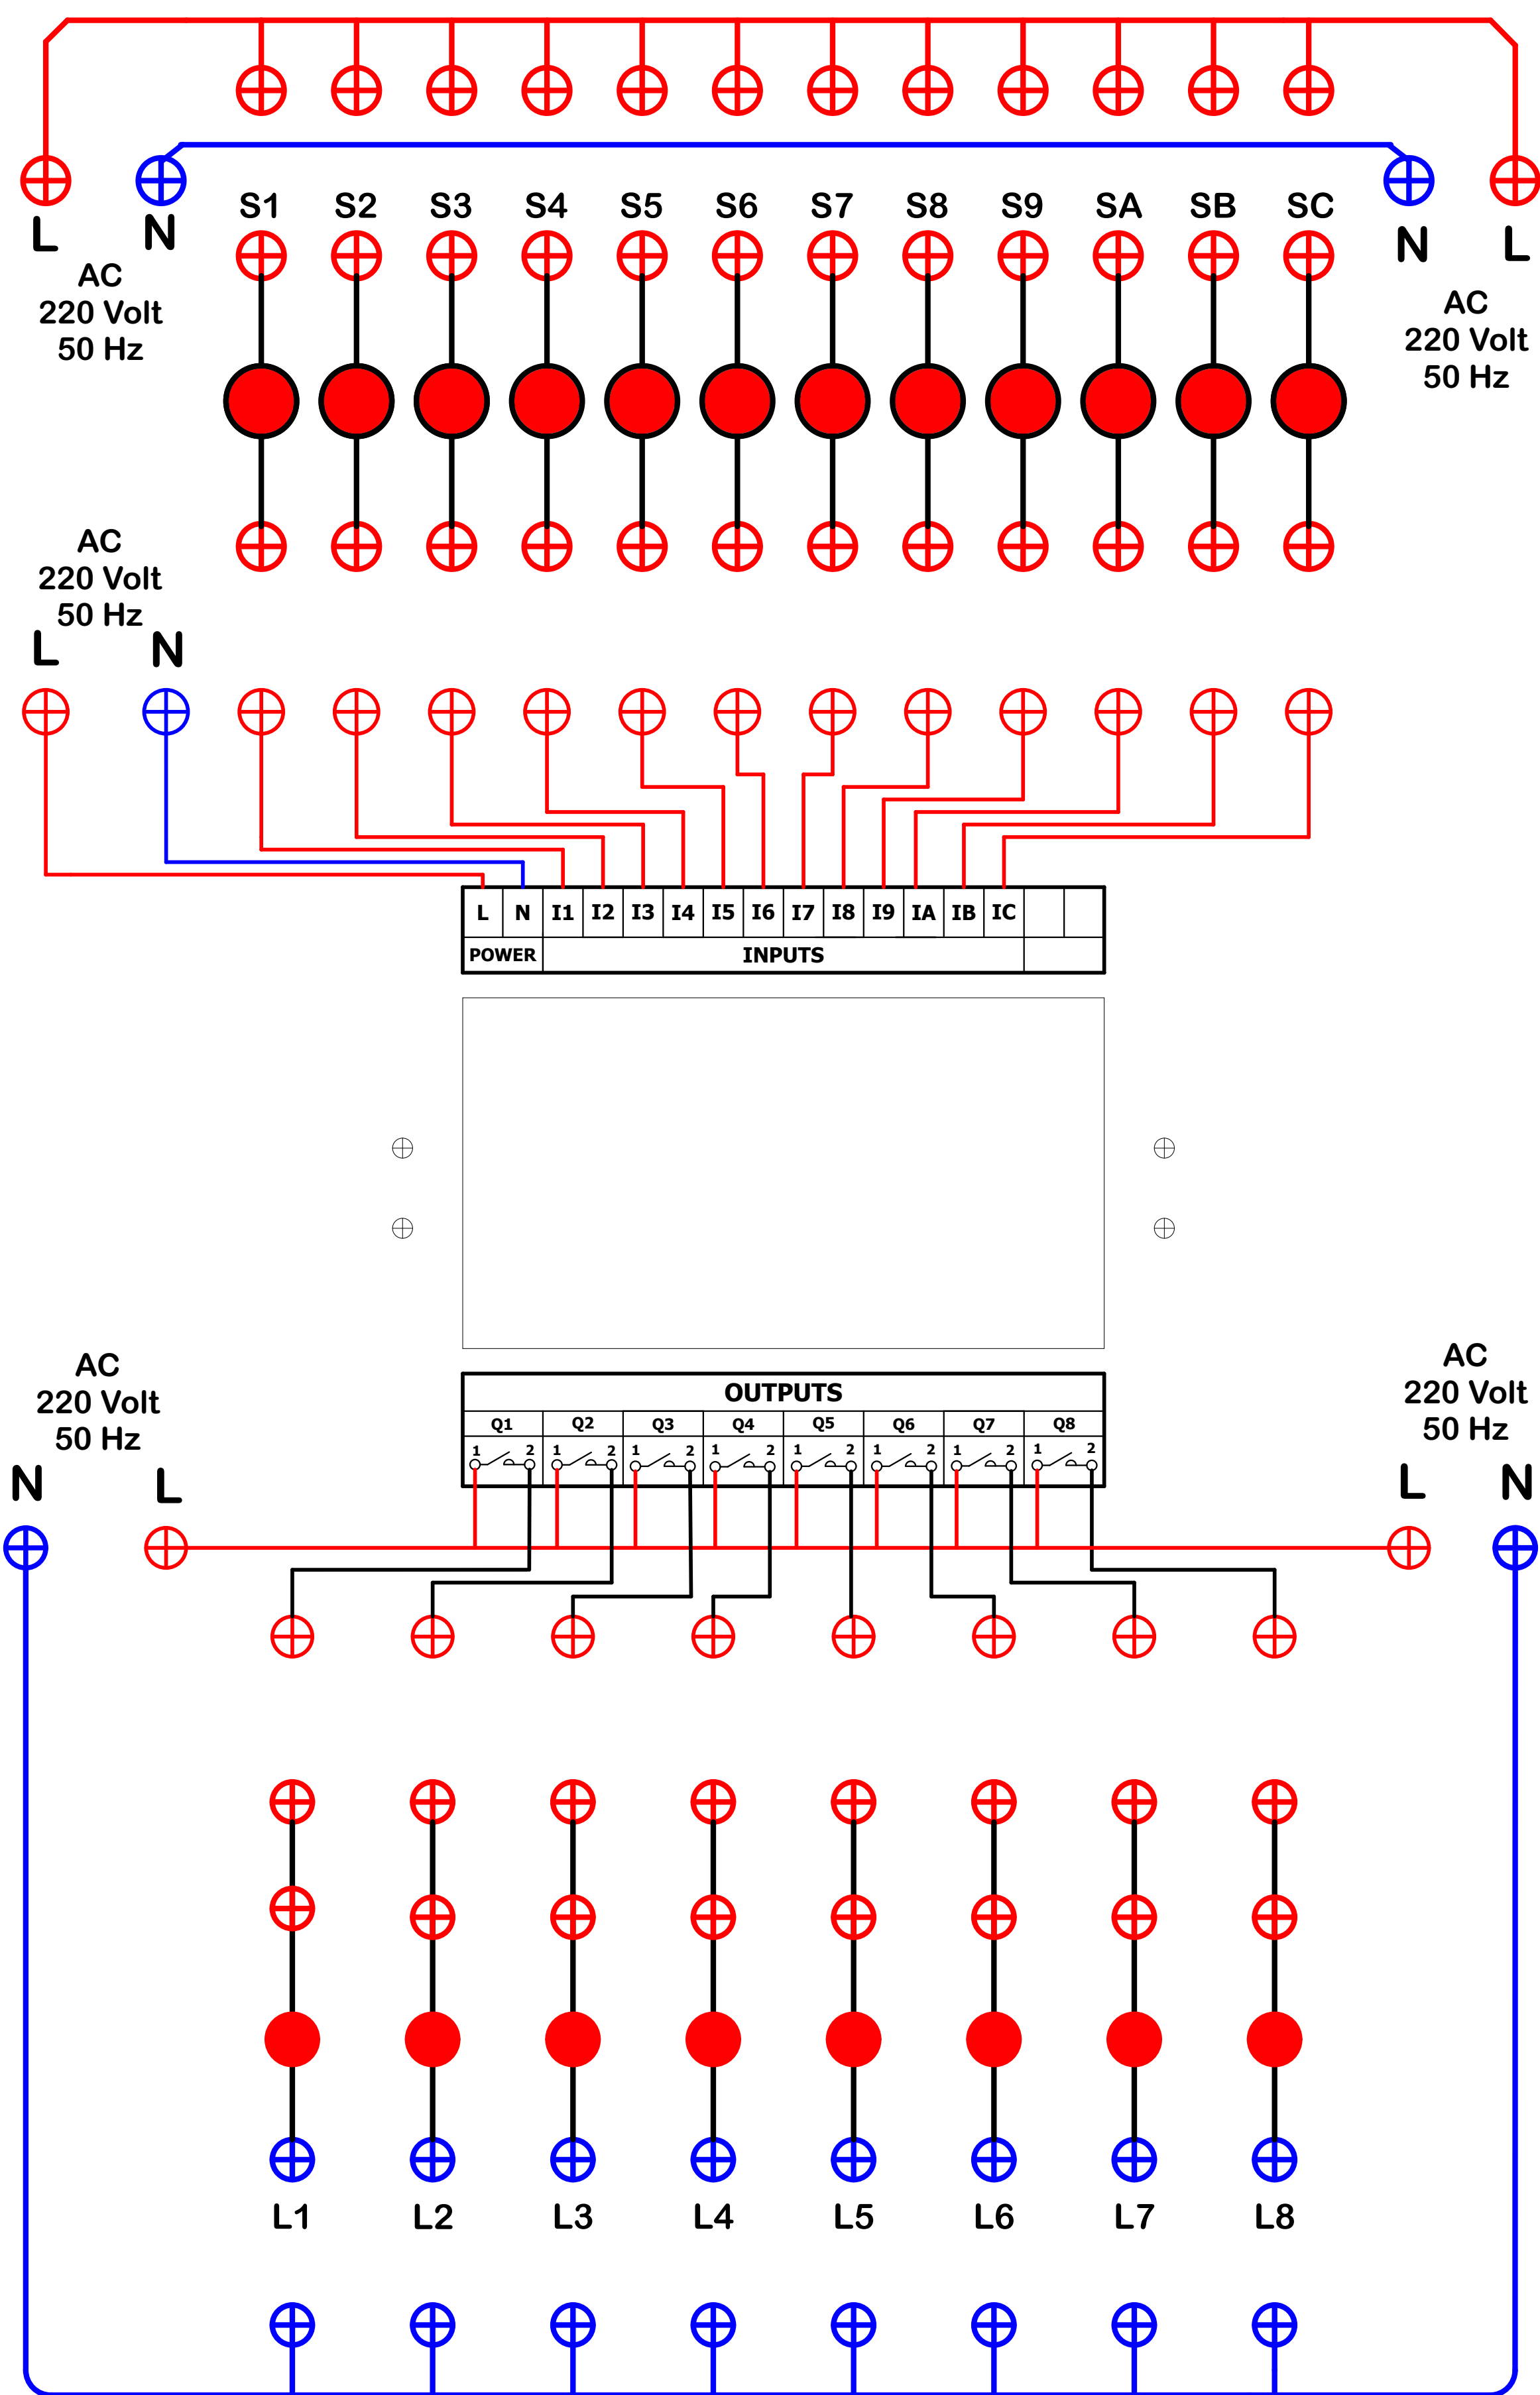 S1 S2 S3 S4 S5 S6 S7 S8 S9 SA SB SC
L N
AC
220 Volt
50 Hz
N L
AC
220 Volt
50 Hz
AC
220 Volt
50 Hz
L N
L N I1 I2 I3 I4 I5 I6 I7 I8 I9 IA IB IC
POWER INPUTS
OUTPUTS
Q1 Q2 Q3 Q4 Q5 Q6 Q7 Q8
1 2 1 2 1 2 1 2 1 2 1 2 1 2 1 2
AC
220 Volt
50 Hz
N L
AC
220 Volt
50 Hz
L N
L1 L2 L3 L4 L5 L6 L7 L8